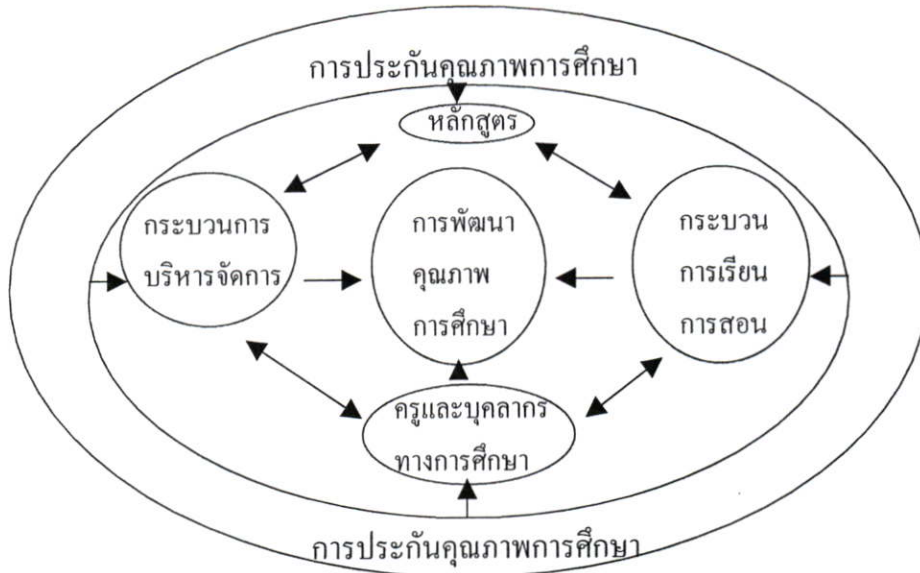 การประกันคุณภาพการศึกษา
หลักสูตร
กระบวนการ
บริหารจัดการ
การพัฒนา
คุณภาพ
การศึกษา
กระบวน
การเรียน
การสอน
ครูและบุคลากร
ทางการศึกษา
การประกันคุณภาพการศึกษา